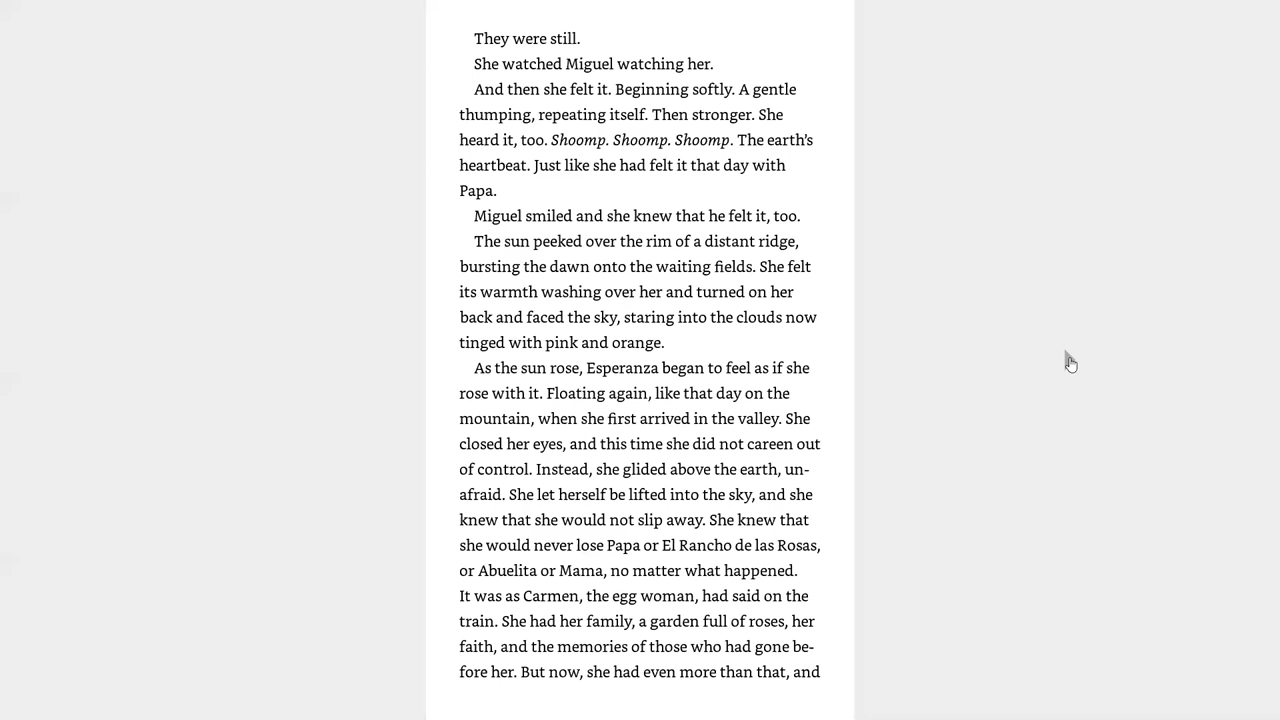 They were still.
She watched Miguel watching her.
And then she felt it. Beginning softly. A gentle
thumping, repeating itself. Then stronger. She
heard it, too. Shoomp. Shoomp. Shoomp. The earth's
heartbeat. Just like she had felt it that day with
Papa.
Miguel smiled and she knew that he felt it, too.
The sun peeked over the rim of a distant ridge,
bursting the dawn onto the waiting fields. She felt
its warmth washing over her and turned on her
back and faced the sky, staring into the clouds now
tinged with pink and orange.
As the sun rose, Esperanza began to feel as if she
rose with it. Floating again, like that day on the
mountain, when she first arrived in the valley. She
closed her eyes, and this time she did not careen out
of control. Instead, she glided above the earth, un-
afraid. She let herself be lifted into the sky, and she
knew that she would not slip away. She knew that
she would never lose Papa or El Rancho de las Rosas,
or Abuelita or Mama, no matter what happened.
It was as Carmen, the egg woman, had said on the
train. She had her family, a garden full of roses, her
faith, and the memories of those who had gone be-
fore her. But now, she had even more than that, and